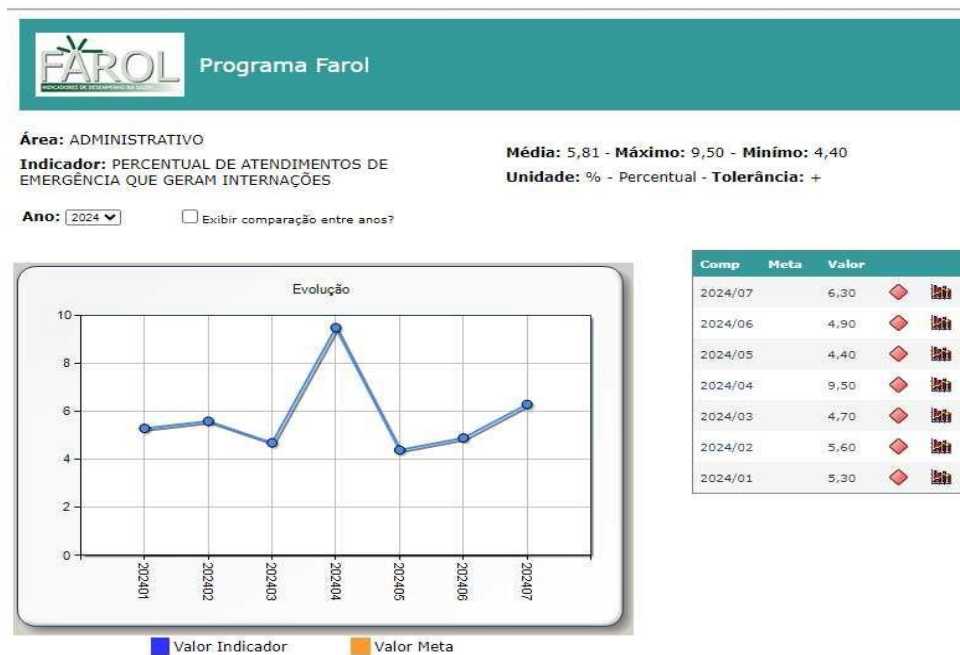 FAROL
INDICADORES DE DESEMPENHO NA SAÚDE
Programa Farol
Área: ADMINISTRATIVO
Indicador: PERCENTUAL DE ATENDIMENTOS DE
EMERGÊNCIA QUE GERAM INTERNAÇÕES
Média: 5,81 - Máximo: 9,50 - Minímo: 4,40
Unidade: % - Percentual - Tolerância: +
Ano: 2024
Exibir comparação entre anos?
Evolução
10
8
6
4
2
0
202401
202402
202403
202404
202405
202406
202407
Valor Indicador
Valor Meta
Comp Meta Valor
2024/07 6,30
2024/06 4,90
2024/05 4,40
2024/04 9,50
2024/03 4,70
2024/02 5,60
2024/01 5,30